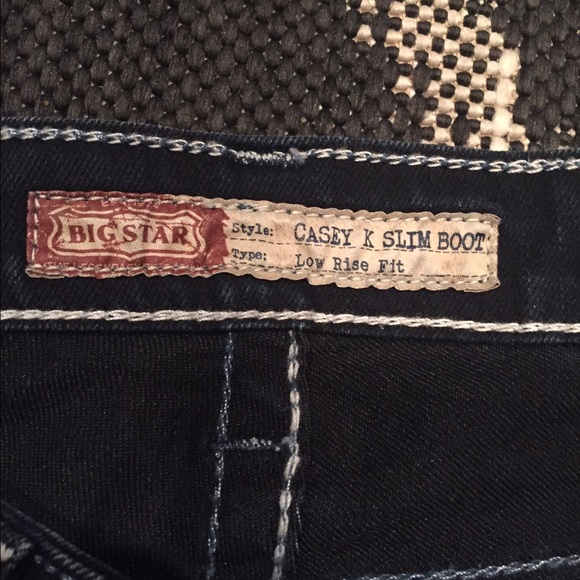 BIG STAR
Style: CASEY K SLIM BOOT
Type: Low Rise Fit